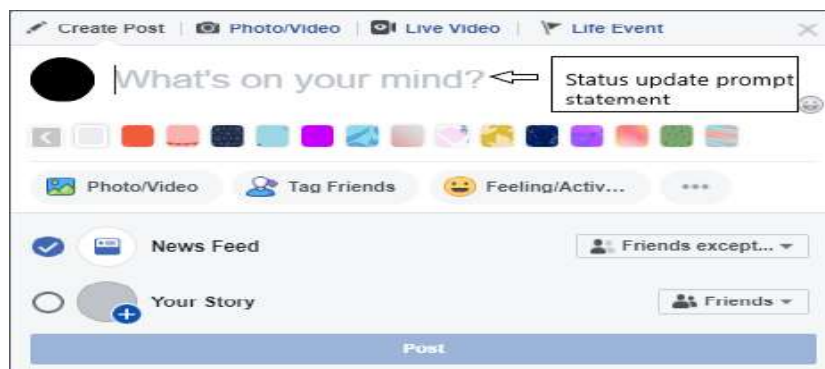 Create Post Photo/Video Live Video Life Event
What's on your mind?
Status update prompt
statement
Photo/Video Tag Friends Feeling/Activ...
News Feed Friends except...
Your Story Friends
Post